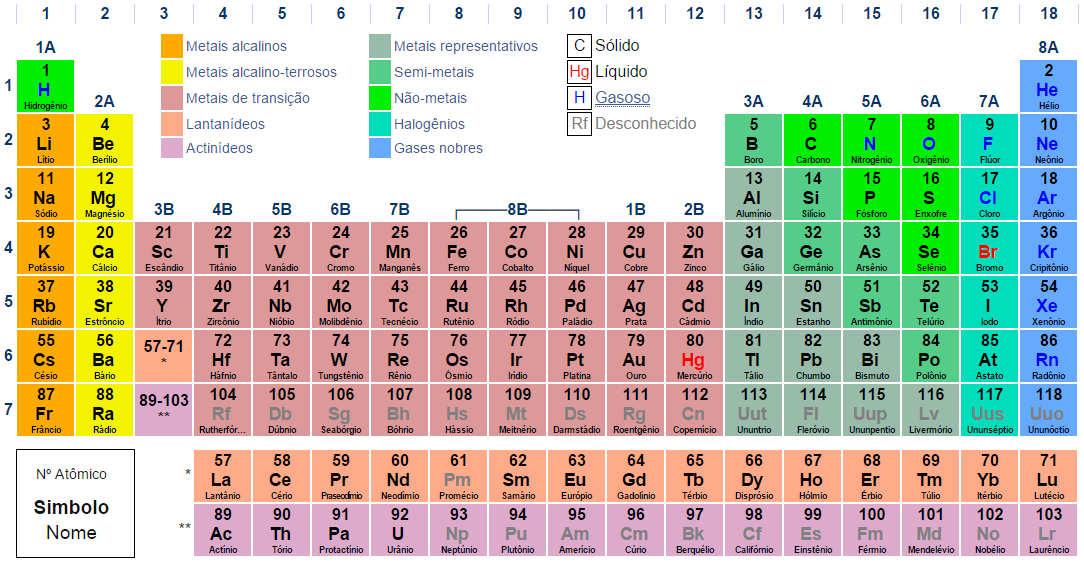 1 2 3 4 5 6 7 8 9 10 11 12 13 14 15 16 17 18
1A 8A
Metais alcalinos
Metais alcalino-terrosos
Metais de transição
Lantanídeos
Actinídeos
Metais representativos
Semi-metais
Não-metais
Halogênios
Gases nobres
C Sólido
Hg Líquido
H Gasoso
Rf Desconhecido
1 2
1 H He
Hidrogênio Hélio
2A 3A 4A 5A 6A 7A
3 4 5 6 7 8 9 10
2 Li Be B C N O F Ne
Lítio Berílio Boro Carbono Nitrogênio Oxigênio Flúor Neônio
11 12 13 14 15 16 17 18
3 Na Mg Al Si P S Cl Ar
Sódio Magnésio Alumínio Silício Fósforo Enxofre Cloro Argônio
3B 4B 5B 6B 7B 8B 1B 2B
19 20 21 22 23 24 25 26 27 28 29 30 31 32 33 34 35 36
4 K Ca Sc Ti V Cr Mn Fe Co Ni Cu Zn Ga Ge As Se Br Kr
Potássio Cálcio Escândio Titânio Vanádio Cromo Manganês Ferro Cobalto Níquel Cobre Zinco Gálio Germânio Arsênio Selênio Bromo Criptônio
37 38 39 40 41 42 43 44 45 46 47 48 49 50 51 52 53 54
5 Rb Sr Y Zr Nb Mo Tc Ru Rh Pd Ag Cd In Sn Sb Te I Xe
Rubídio Estrôncio Ítrio Zircônio Nióbio Molibdênio Tecnécio Rutênio Ródio Paládio Prata Cádmio Índio Estanho Antimônio Telúrio Iodo Xenônio
55 56 57-71 72 73 74 75 76 77 78 79 80 81 82 83 84 85 86
6 Cs Ba * Hf Ta W Re Os Ir Pt Au Hg Tl Pb Bi Po At Rn
Césio Bário Háfnio Tântalo Tungstênio Rênio Ósmio Irídio Platina Ouro Mercúrio Tálio Chumbo Bismuto Polônio Astato Radônio
87 88 89-103 104 105 106 107 108 109 110 111 112 113 114 115 116 117 118
7 Fr Ra ** Rf Db Sg Bh Hs Mt Ds Rg Cn Uut Fl Uup Lv Uus Uuo
Frâncio Rádio Rutherfór... Dúbnio Seabórgio Bóhrio Hássio Meitnério Darmstádio Roentgênio Copernício Ununtrio Fleróvio Ununpentio Livermório Ununséptio Ununóctio
Nº Atômico
Simbolo
Nome
57 58 59 60 61 62 63 64 65 66 67 68 69 70 71
* La Ce Pr Nd Pm Sm Eu Gd Tb Dy Ho Er Tm Yb Lu
Lantânio Cério Praseodímio Neodímio Promécio Samário Európio Gadolínio Térbio Disprósio Hólmio Érbio Túlio Itérbio Lutécio
89 90 91 92 93 94 95 96 97 98 99 100 101 102 103
** Ac Th Pa U Np Pu Am Cm Bk Cf Es Fm Md No Lr
Actínio Tório Protactínio Urânio Neptúnio Plutônio Amerício Cúrio Berquélio Califórnio Einstênio Férmio Mendelévio Nobélio Laurêncio